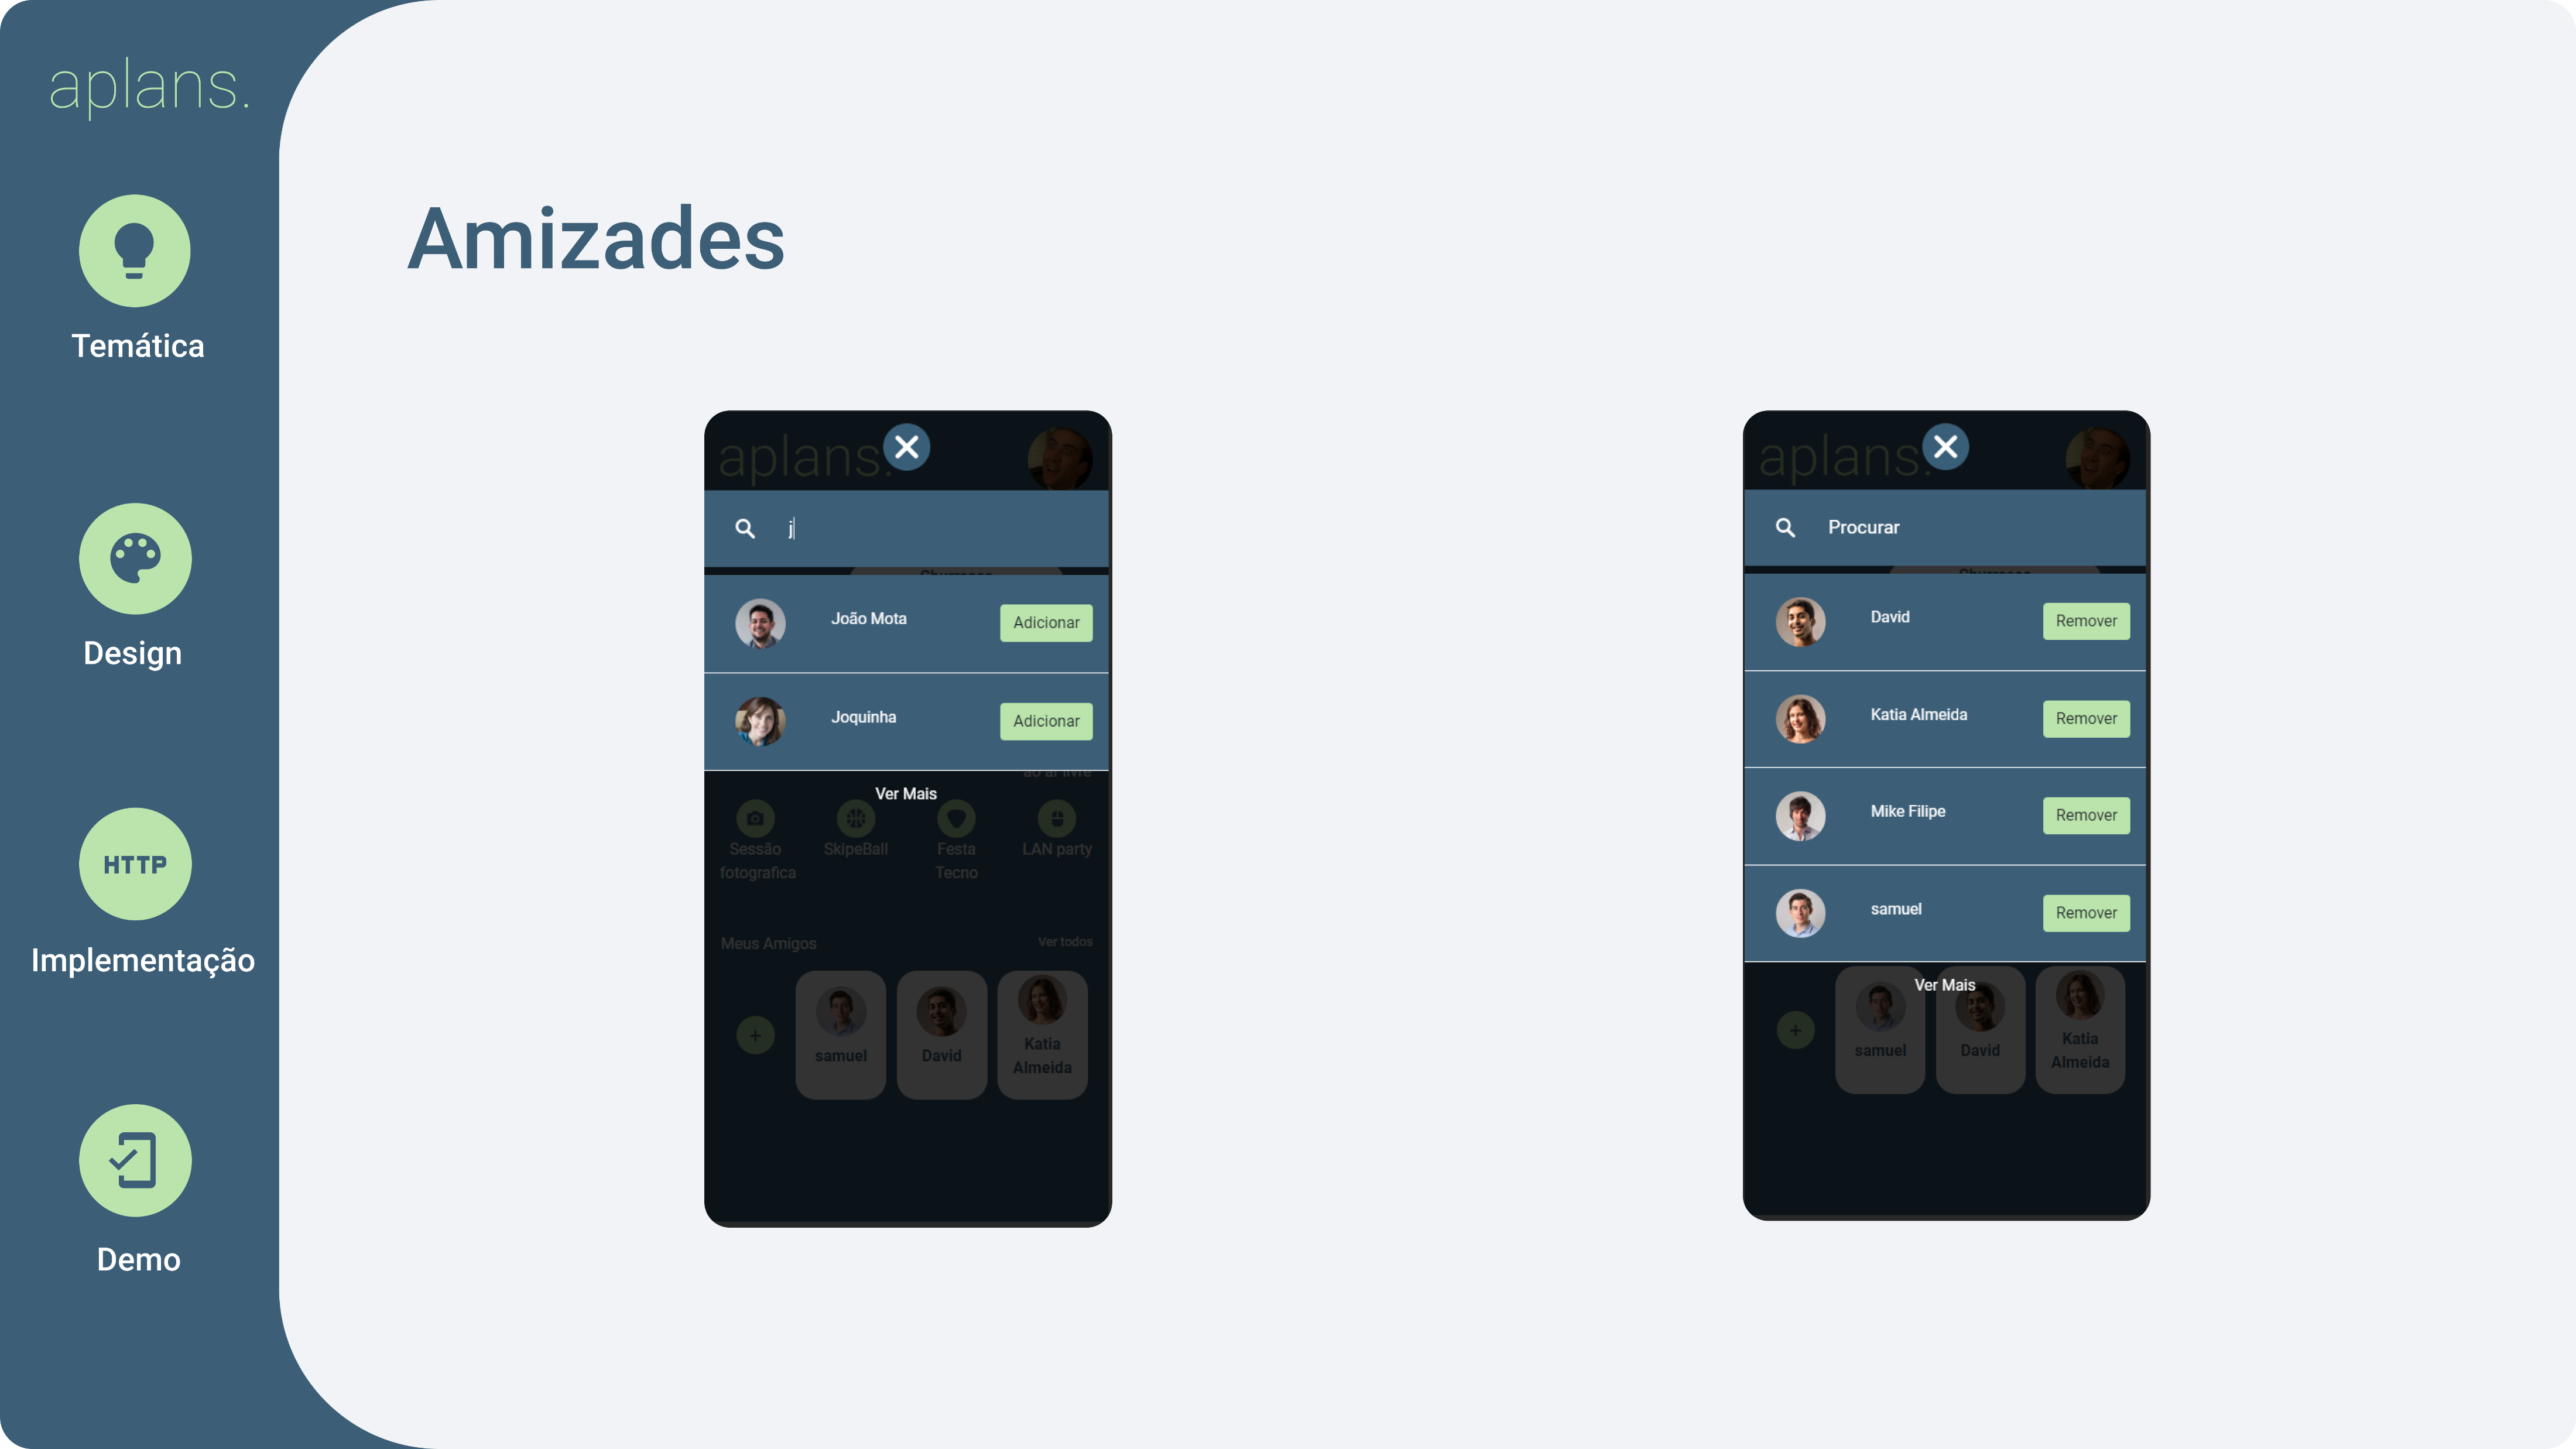 aplans.
Temática
Design
HTTP
Implementação
Demo
Amizades
aplans.
j
João Mota
Adicionar
Joquinha
Adicionar
Ver Mais
Sessão
fotografica
SkipeBall
Festa
Tecno
LAN party
Meus Amigos
Ver todos
samuel
David
Katia
Almeida
aplans.
Procurar
David
Remover
Katia Almeida
Remover
Mike Filipe
Remover
samuel
Remover
Ver Mais
samuel
David
Katia
Almeida